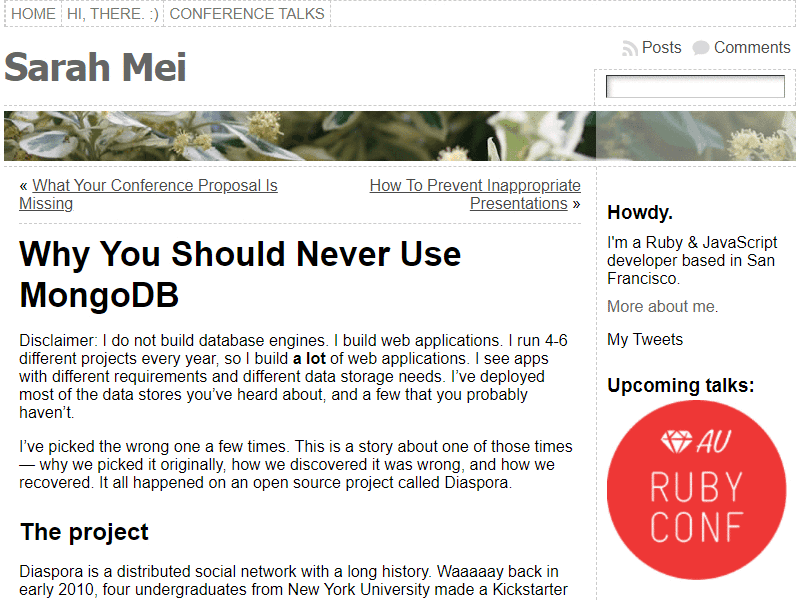 HOME
HI, THERE. :)
CONFERENCE TALKS
Posts
Comments
Sarah Mei
« What Your Conference Proposal Is
Missing
How To Prevent Inappropriate
Presentations »
Why You Should Never Use
MongoDB
Disclaimer: I do not build database engines. I build web applications. I run 4-6
different projects every year, so I build a lot of web applications. I see apps
with different requirements and different data storage needs. I’ve deployed
most of the data stores you’ve heard about, and a few that you probably
haven’t.
I’ve picked the wrong one a few times. This is a story about one of those times
— why we picked it originally, how we discovered it was wrong, and how we
recovered. It all happened on an open source project called Diaspora.
The project
Diaspora is a distributed social network with a long history. Waaaaay back in
early 2010, four undergraduates from New York University made a Kickstarter
Howdy.
I'm a Ruby & JavaScript
developer based in San
Francisco.
More about me.
My Tweets
Upcoming talks:
AU
RUBY
CONF